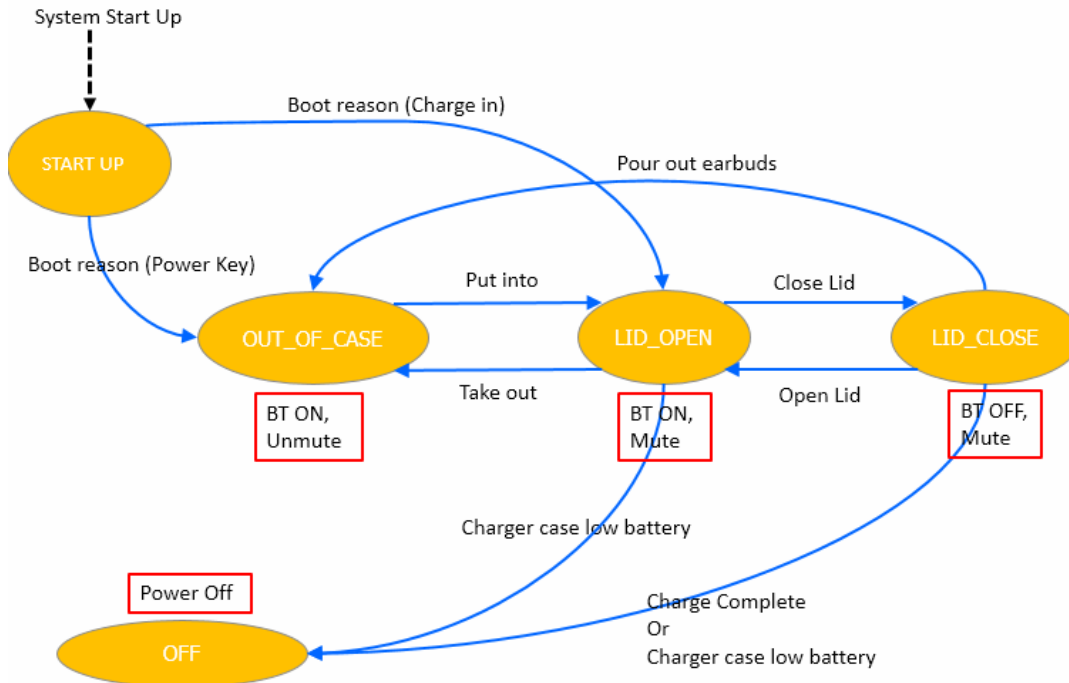 System Start Up
Boot reason (Charge in)
START UP
Pour out earbuds
Boot reason (Power Key)
Put into
Close Lid
OUT_OF_CASE
LID_OPEN
LID_CLOSE
Take out
Open Lid
BT ON,
Unmute
BT ON,
Mute
BT OFF,
Mute
Charger case low battery
Power Off
Charge Complete
Or
Charger case low battery
OFF